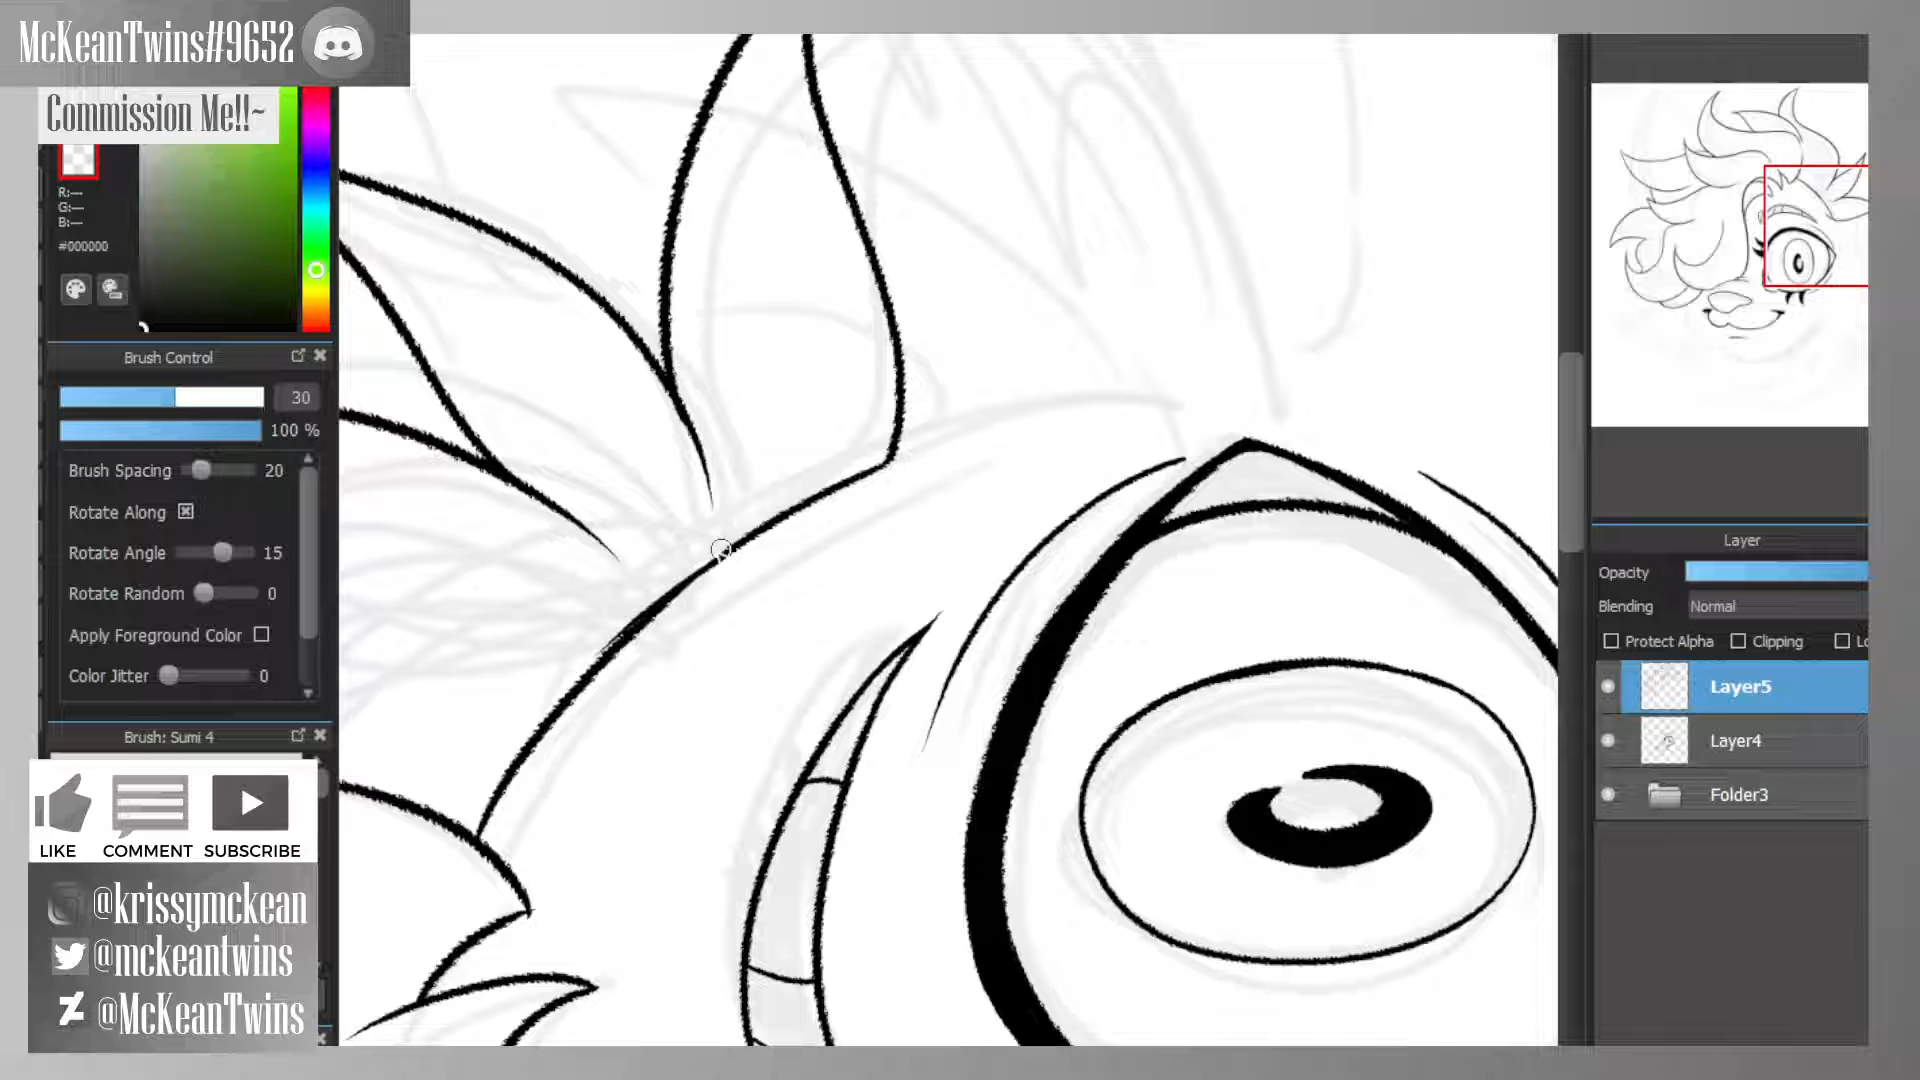 McKeanTwins#9652
Commission Me!!~
R:---
G:---
B:---
#000000
Brush Control
30
100 %
Brush Spacing 20
Rotate Along
Rotate Angle 15
Rotate Random 0
Apply Foreground Color
Color Jitter 0
Brush: Sumi 4
LIKE COMMENT SUBSCRIBE
@krissymckean
@mckeantwins
@McKeanTwins
Layer
Opacity
Blending Normal
Protect Alpha Clipping Lo
Layer5
Layer4
Folder3